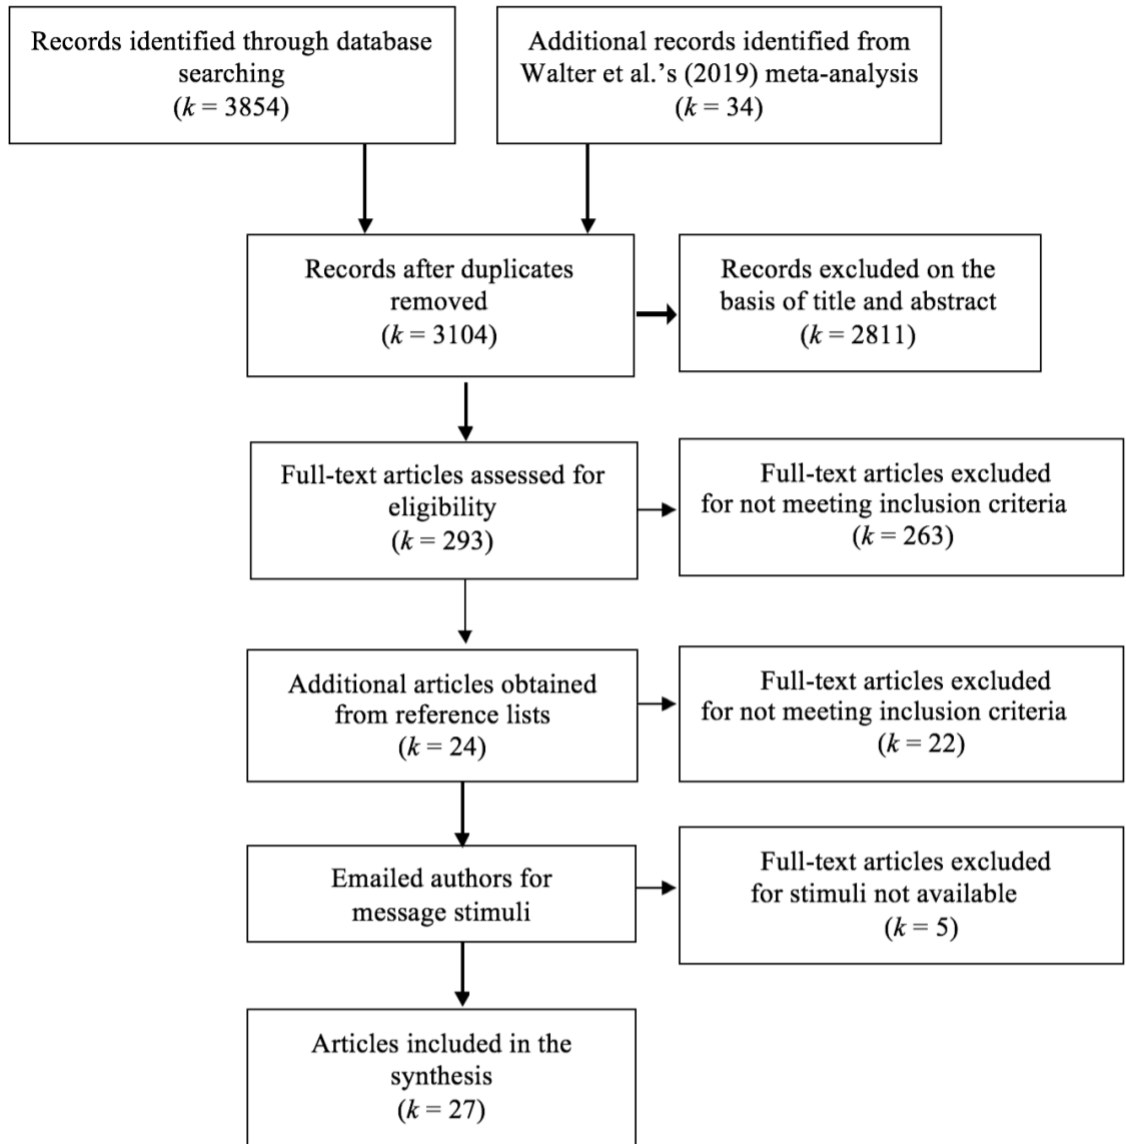 Records identified through database
searching
(k = 3854)
Additional records identified from
Walter et al.’s (2019) meta-analysis
(k = 34)
Records after duplicates
removed
(k = 3104)
Records excluded on the
basis of title and abstract
(k = 2811)
Full-text articles assessed for
eligibility
(k = 293)
Full-text articles excluded
for not meeting inclusion criteria
(k = 263)
Additional articles obtained
from reference lists
(k = 24)
Full-text articles excluded
for not meeting inclusion criteria
(k = 22)
Emailed authors for
message stimuli
Full-text articles excluded
for stimuli not available
(k = 5)
Articles included in the
synthesis
(k = 27)